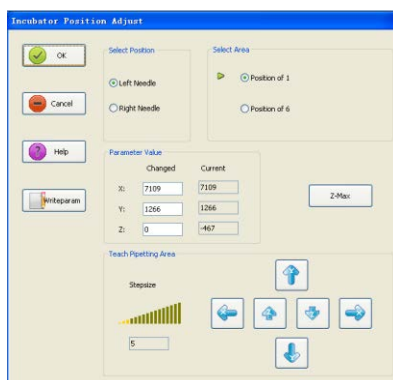 Incubator Position Adjust
OK
Cancel
Help
Writeparam
Select Position
Left Needle
Right Needle
Select Area
Position of 1
Position of 6
Parameter Value
Changed Current
X: 7109 7109
Y: 1266 1266
Z: 0 -467
Z-Max
Teach Pipetting Area
Stepsize
5